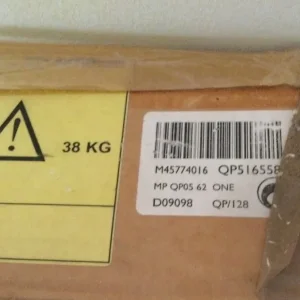 38 KG
M45774016 QP51655B
MP QP05 62 ONE
D09098 QP/128